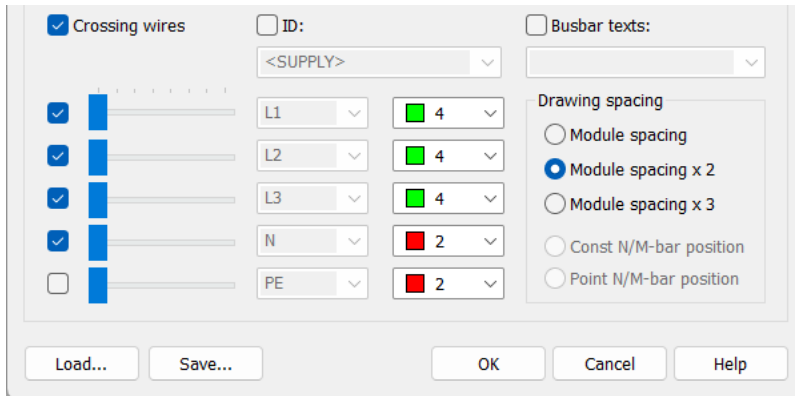 Crossing wires
ID:
Busbar texts:
<SUPPLY>
Drawing spacing
L1
4
Module spacing
L2
4
Module spacing x 2
L3
4
Module spacing x 3
N
2
Const N/M-bar position
PE
2
Point N/M-bar position
Load...
Save...
OK
Cancel
Help